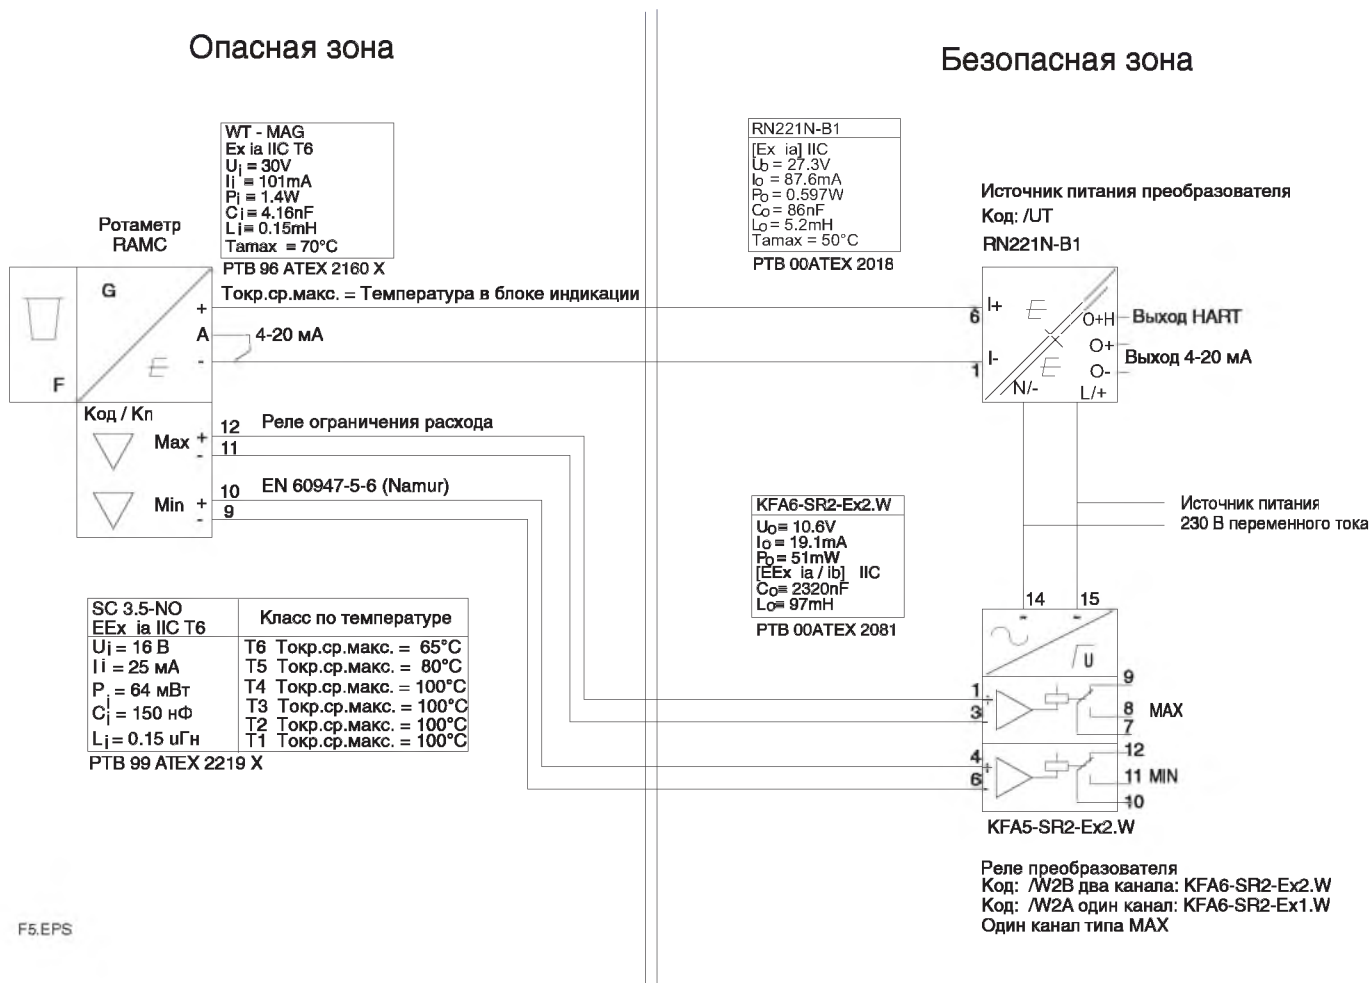 Опасная зона
Безопасная зона
WT - MAG
Ex ia IIC T6
Ui = 30V
Ii = 101mA
Pi = 1.4W
Ci = 4.16nF
Li = 0.15mH
Tamax = 70°C
PTB 96 ATEX 2160 X
RN221N-B1
[Ex ia] IIC
Uo = 27.3V
Io = 87.6mA
Po = 0.597W
Co = 86nF
Lo = 5.2mH
Tamax = 50°C
PTB 00ATEX 2018
Источник питания преобразователя
Код: /UT
RN221N-B1
Ротаметр
RAMC
G
F
E
+
A
-
Токр.ср.макс. = Температура в блоке индикации
4-20 мА
6
1
I+
I-
E
E
N/-
L/+
O+H
O+
O-
Выход HART
Выход 4-20 мА
Код / Кп
Max + 12
- 11
Реле ограничения расхода
Min + 10
- 9
EN 60947-5-6 (Namur)
Источник питания
230 В переменного тока
KFA6-SR2-Ex2.W
Uo = 10.6V
Io = 19.1mA
Po = 51mW
[EEx ia / ib] IIC
Co = 2320nF
Lo = 97mH
PTB 00ATEX 2081
SC 3.5-NO
EEx ia IIC T6
Ui = 16 В
Ii = 25 мА
Pi = 64 мВт
Ci = 150 нФ
Li = 0.15 uГн
Класс по температуре
T6 Токр.ср.макс. = 65°C
T5 Токр.ср.макс. = 80°C
T4 Токр.ср.макс. = 100°C
T3 Токр.ср.макс. = 100°C
T2 Токр.ср.макс. = 100°C
T1 Токр.ср.макс. = 100°C
PTB 99 ATEX 2219 X
14
15
U
1 +
3 -
9
8 MAX
7
4 +
6 -
12
11 MIN
10
KFA5-SR2-Ex2.W
Реле преобразователя
Код: /W2B два канала: KFA6-SR2-Ex2.W
Код: /W2A один канал: KFA6-SR2-Ex1.W
Один канал типа MAX
F5.EPS